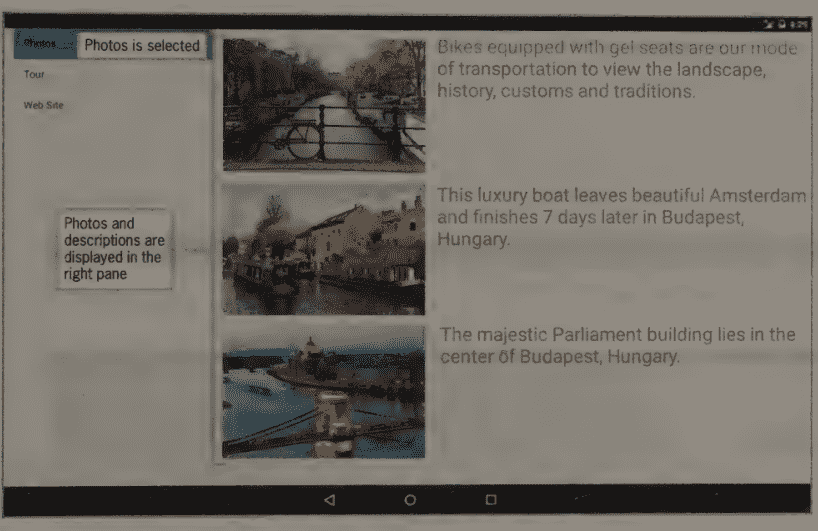 Photos
Photos is selected
Tour
Web Site
Photos and
descriptions are
displayed in the
right pane
Bikes equipped with gel seats are our mode
of transportation to view the landscape,
history, customs and traditions.
This luxury boat leaves beautiful Amsterdam
and finishes 7 days later in Budapest,
Hungary.
The majestic Parliament building lies in the
center of Budapest, Hungary.